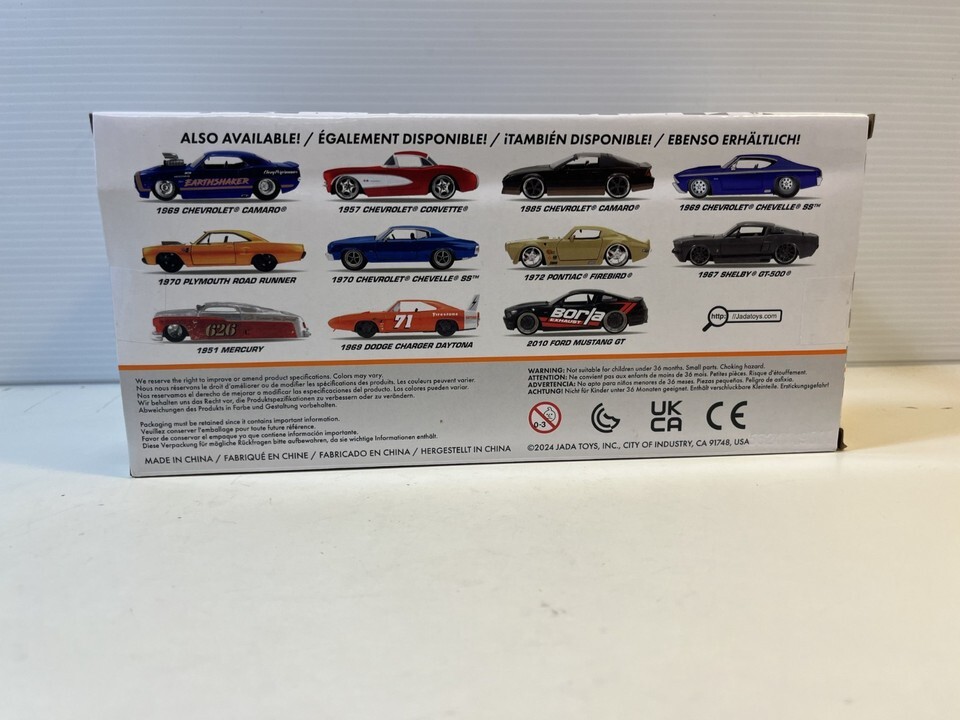 ALSO AVAILABLE! / ÉGALEMENT DISPONIBLE! / ¡TAMBIÉN DISPONIBLE! / EBENSO ERHÄLTLICH!
EARTHSHAKER
1969 CHEVROLET® CAMARO®
1957 CHEVROLET® CORVETTE®
1985 CHEVROLET® CAMARO®
1969 CHEVROLET® CHEVELLE® SS™
1970 PLYMOUTH ROAD RUNNER
1970 CHEVROLET® CHEVELLE® SS™
1972 PONTIAC® FIREBIRD®
1967 SHELBY® GT-500®
626
71
Firestone
Borla
EXHAUST
http: //Jadatoys.com
1951 MERCURY
1969 DODGE CHARGER DAYTONA
2010 FORD MUSTANG GT
We reserve the right to improve or amend product specifications. Colors may vary.
Nous nous réservons le droit d'améliorer ou de modifier les spécifications des produits. Les couleurs peuvent varier.
Nos reservamos el derecho de mejorar o modificar las especificaciones del producto. Los colores pueden variar.
Wir behalten uns das Recht vor, die Produktspezifikationen zu verbessern oder zu verändern.
Abweichungen des Produkts in Farbe und Gestaltung vorbehalten.
Packaging must be retained since it contains important information.
Veuillez conserver l'emballage pour toute future référence.
Favor de conservar el empaque ya que contiene información importante.
Diese Verpackung für mögliche Rückfragen bitte aufbewahren, da sie wichtige Informationen enthält.
MADE IN CHINA / FABRIQUÉ EN CHINE / FABRICADO EN CHINA / HERGESTELLT IN CHINA
WARNING: Not suitable for children under 36 months. Small parts. Choking hazard.
ATTENTION: Ne convient pas aux enfants de moins de 36 mois. Petites pièces. Risque d'étouffement.
ADVERTENCIA: No apto para niños menores de 36 meses. Piezas pequeñas. Peligro de asfixia.
ACHTUNG: Nicht für Kinder unter 36 Monaten geeignet. Enthält verschluckbare Kleinteile. Erstickungsgefahr
0-3
UK
CA
CE
©2024 JADA TOYS, INC., CITY OF INDUSTRY, CA 91748, USA